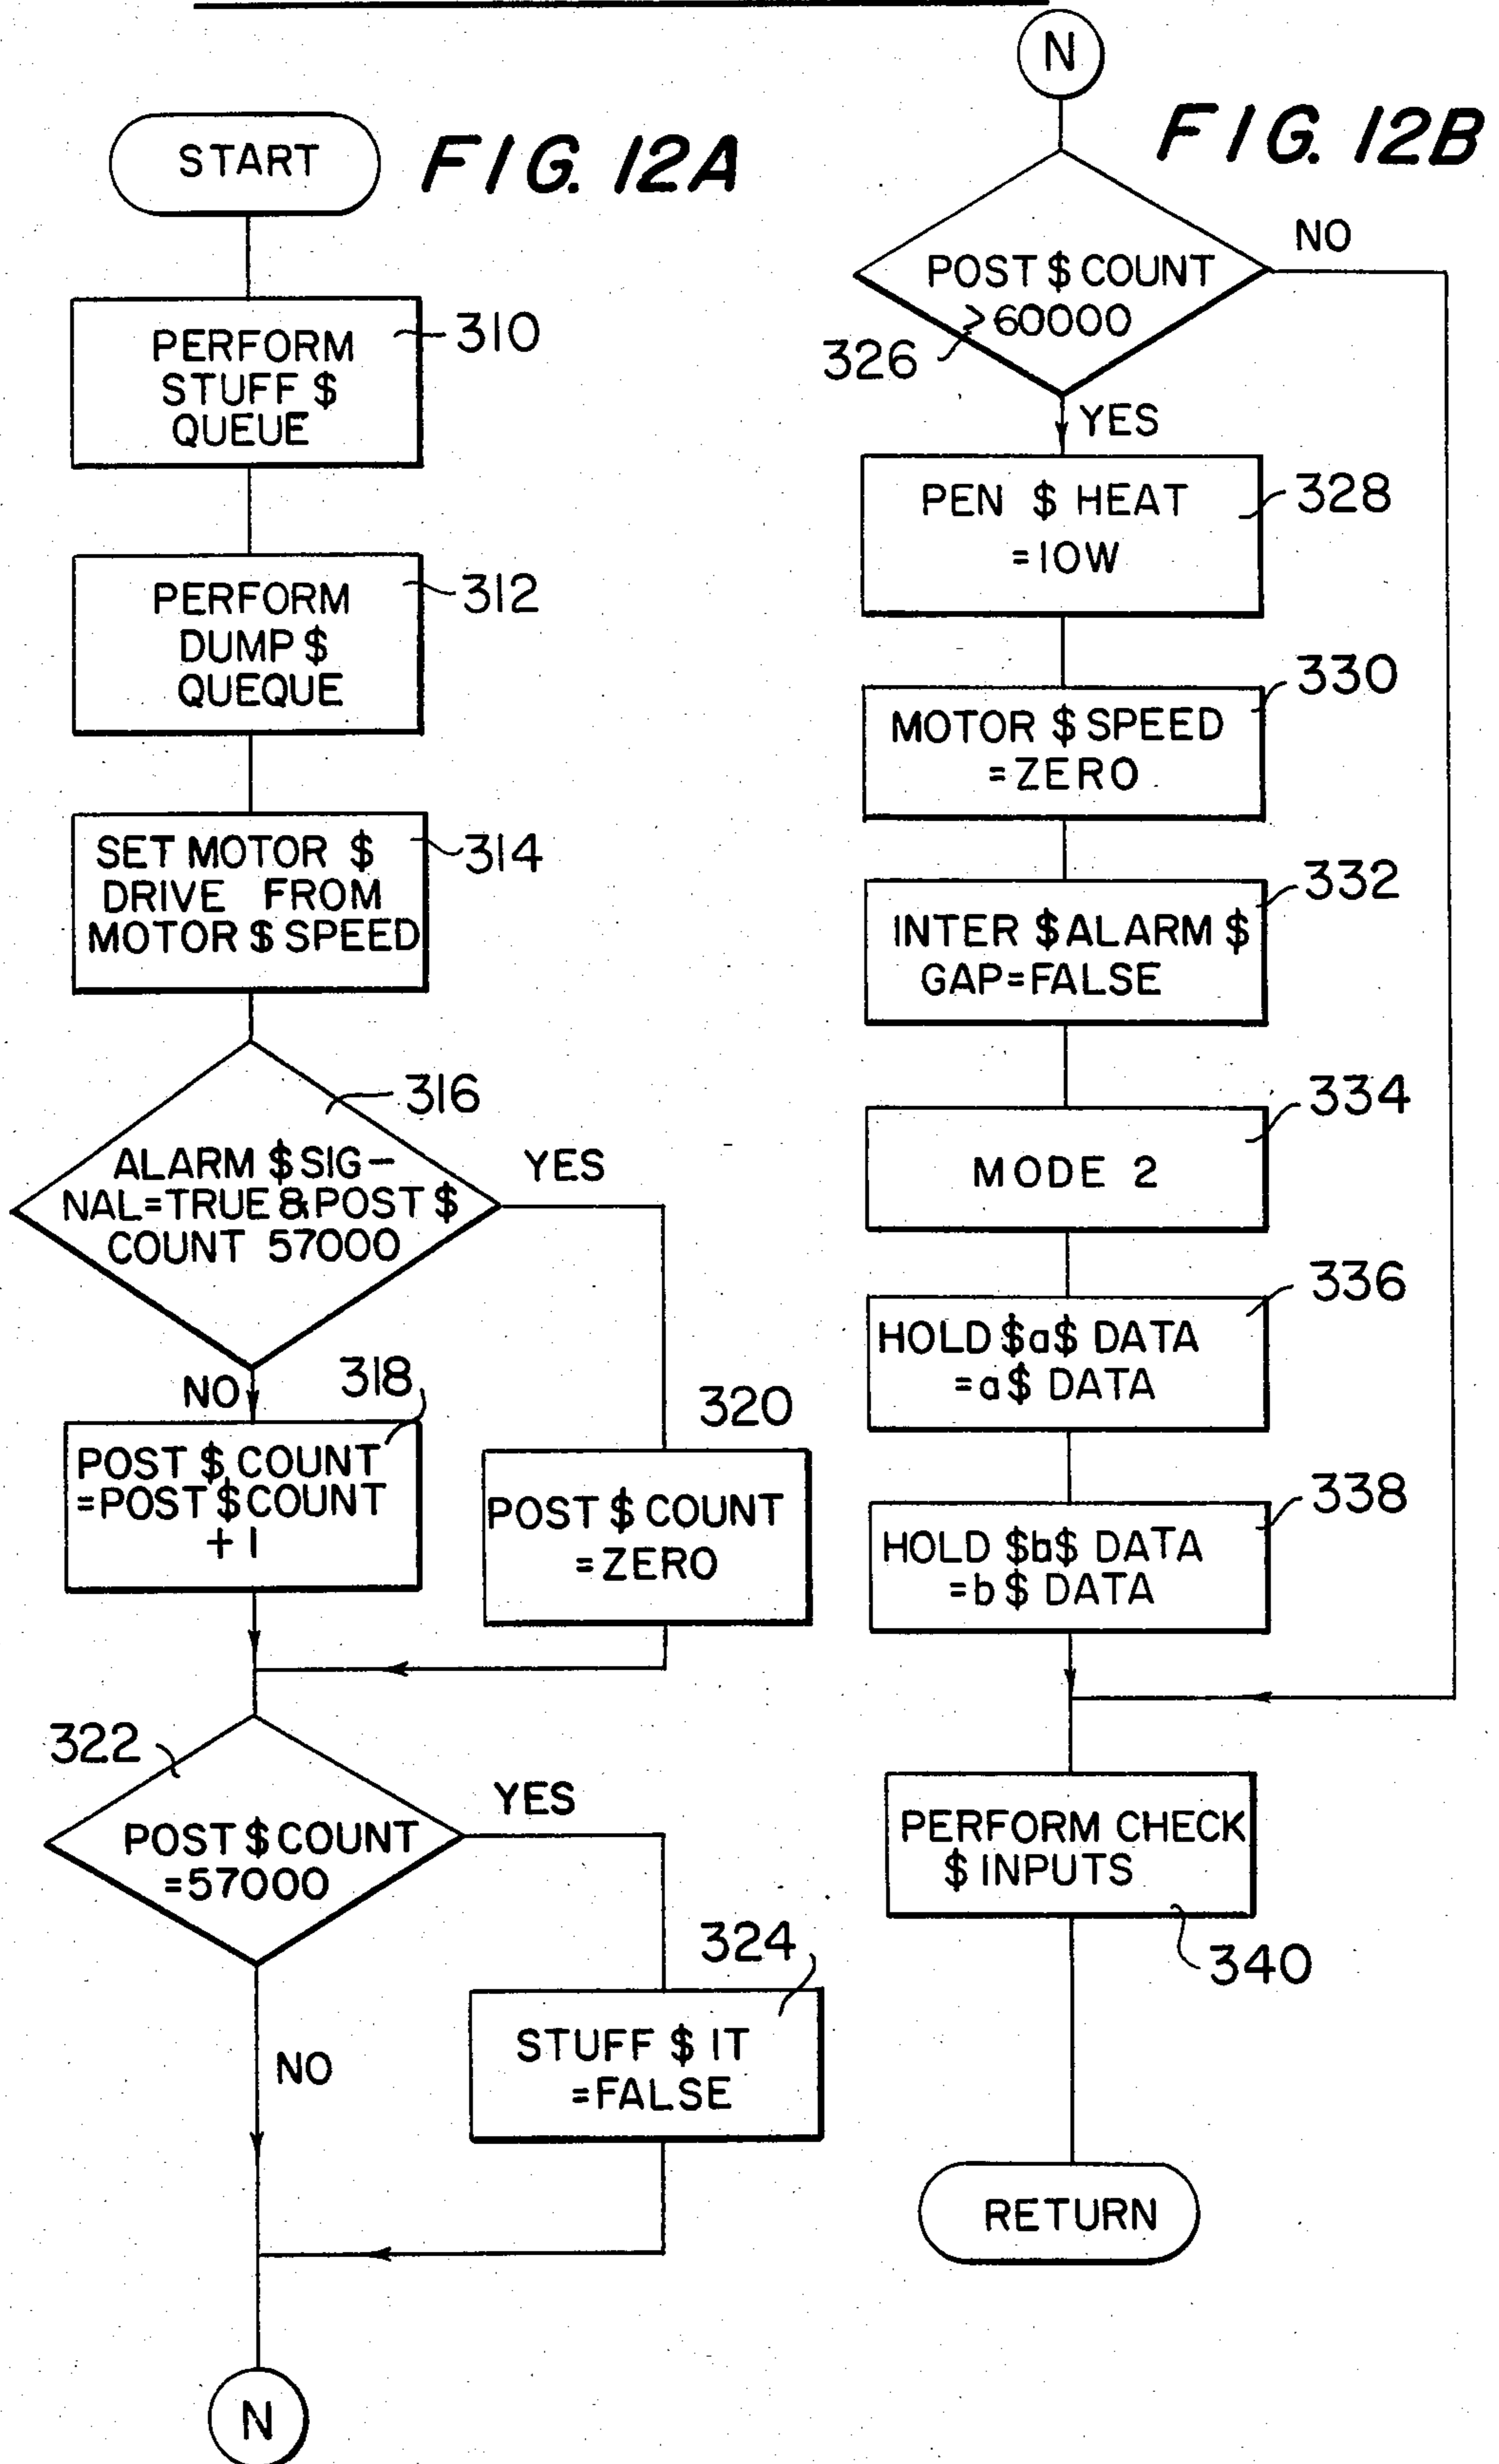 FIG. 12A
START
PERFORM
STUFF $
QUEUE
310
PERFORM
DUMP $
QUEQUE
312
SET MOTOR $
DRIVE FROM
MOTOR $ SPEED
314
316
ALARM $ SIG-
NAL=TRUE & POST $
COUNT 57000
YES
NO
318
POST $ COUNT
=POST $ COUNT
+1
320
POST $ COUNT
=ZERO
322
POST $ COUNT
=57000
YES
NO
324
STUFF $ IT
=FALSE
N
FIG. 12B
N
POST $ COUNT
>60000
326
NO
YES
PEN $ HEAT
=10W
328
MOTOR $ SPEED
=ZERO
330
INTER $ ALARM $
GAP=FALSE
332
MODE 2
334
HOLD $a$ DATA
=a$ DATA
336
HOLD $b$ DATA
=b$ DATA
338
PERFORM CHECK
$ INPUTS
340
RETURN